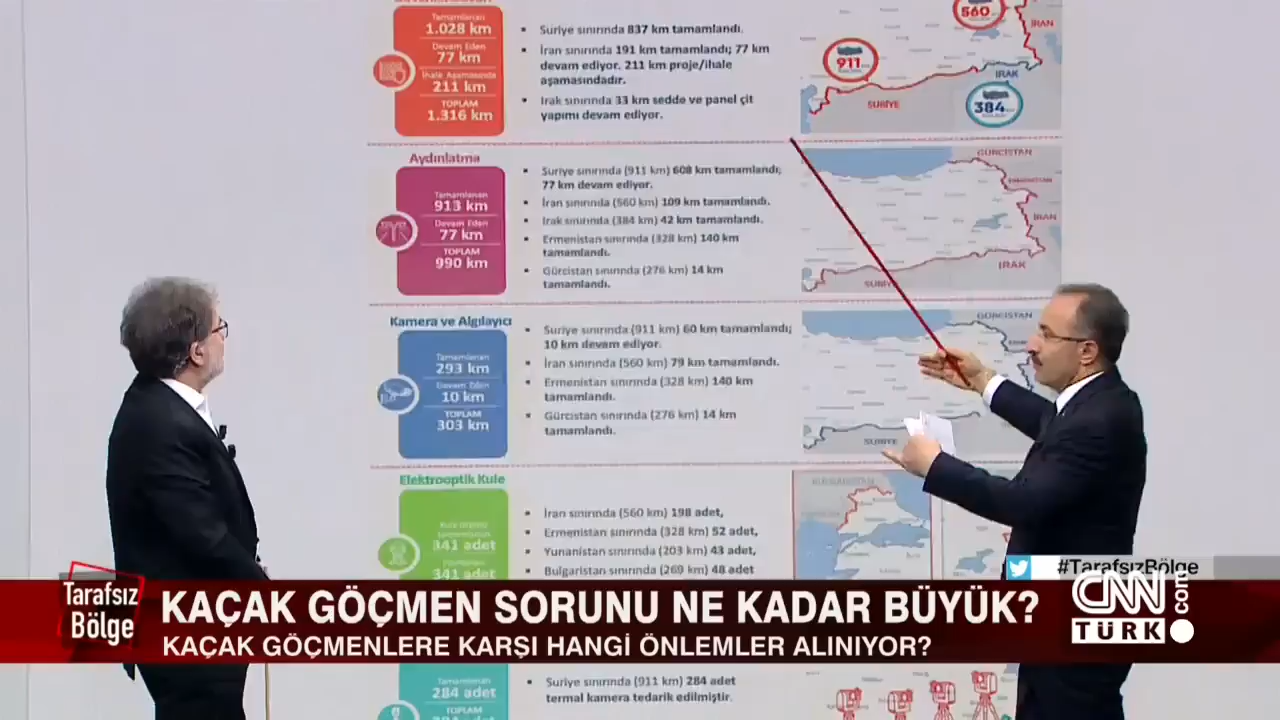 Tamamlanan
1.028 km
Devam Eden
77 km
İhale Aşamasında
211 km
TOPLAM
1.316 km
• Suriye sınırında 837 km tamamlandı.
• İran sınırında 191 km tamamlandı; 77 km
devam ediyor. 211 km proje/ihale
aşamasındadır.
• Irak sınırında 33 km sedde ve panel çit
yapımı devam ediyor.
560
İRAN
911
IRAK
384
SURİYE
Aydınlatma
Tamamlanan
913 km
Devam Eden
77 km
TOPLAM
990 km
• Suriye sınırında (911 km) 608 km tamamlandı;
77 km devam ediyor.
• İran sınırında (560 km) 109 km tamamlandı.
• Irak sınırında (384 km) 42 km tamamlandı.
• Ermenistan sınırında (328 km) 140 km
tamamlandı.
• Gürcistan sınırında (276 km) 14 km
tamamlandı.
GÜRCİSTAN
ERMENİSTAN
İRAN
IRAK
SURİYE
Kamera ve Algılayıcı
Tamamlanan
293 km
Devam Eden
10 km
TOPLAM
303 km
• Suriye sınırında (911 km) 60 km tamamlandı;
10 km devam ediyor.
• İran sınırında (560 km) 79 km tamamlandı.
• Ermenistan sınırında (328 km) 140 km
tamamlandı.
• Gürcistan sınırında (276 km) 14 km
tamamlandı.
GÜRCİSTAN
SURİYE
Elektrooptik Kule
341 adet
341 adet
• İran sınırında (560 km) 198 adet,
• Ermenistan sınırında (328 km) 52 adet,
• Yunanistan sınırında (203 km) 43 adet,
• Bulgaristan sınırında (269 km) 48 adet
BULGARİSTAN
#TarafsızBölge
Tarafsız
Bölge
KAÇAK GÖÇMEN SORUNU NE KADAR BÜYÜK?
KAÇAK GÖÇMENLERE KARŞI HANGİ ÖNLEMLER ALINIYOR?
CNN
TÜRK
.com
Tamamlanan
284 adet
TOPLAM
• Suriye sınırında (911 km) 284 adet
termal kamera tedarik edilmiştir.